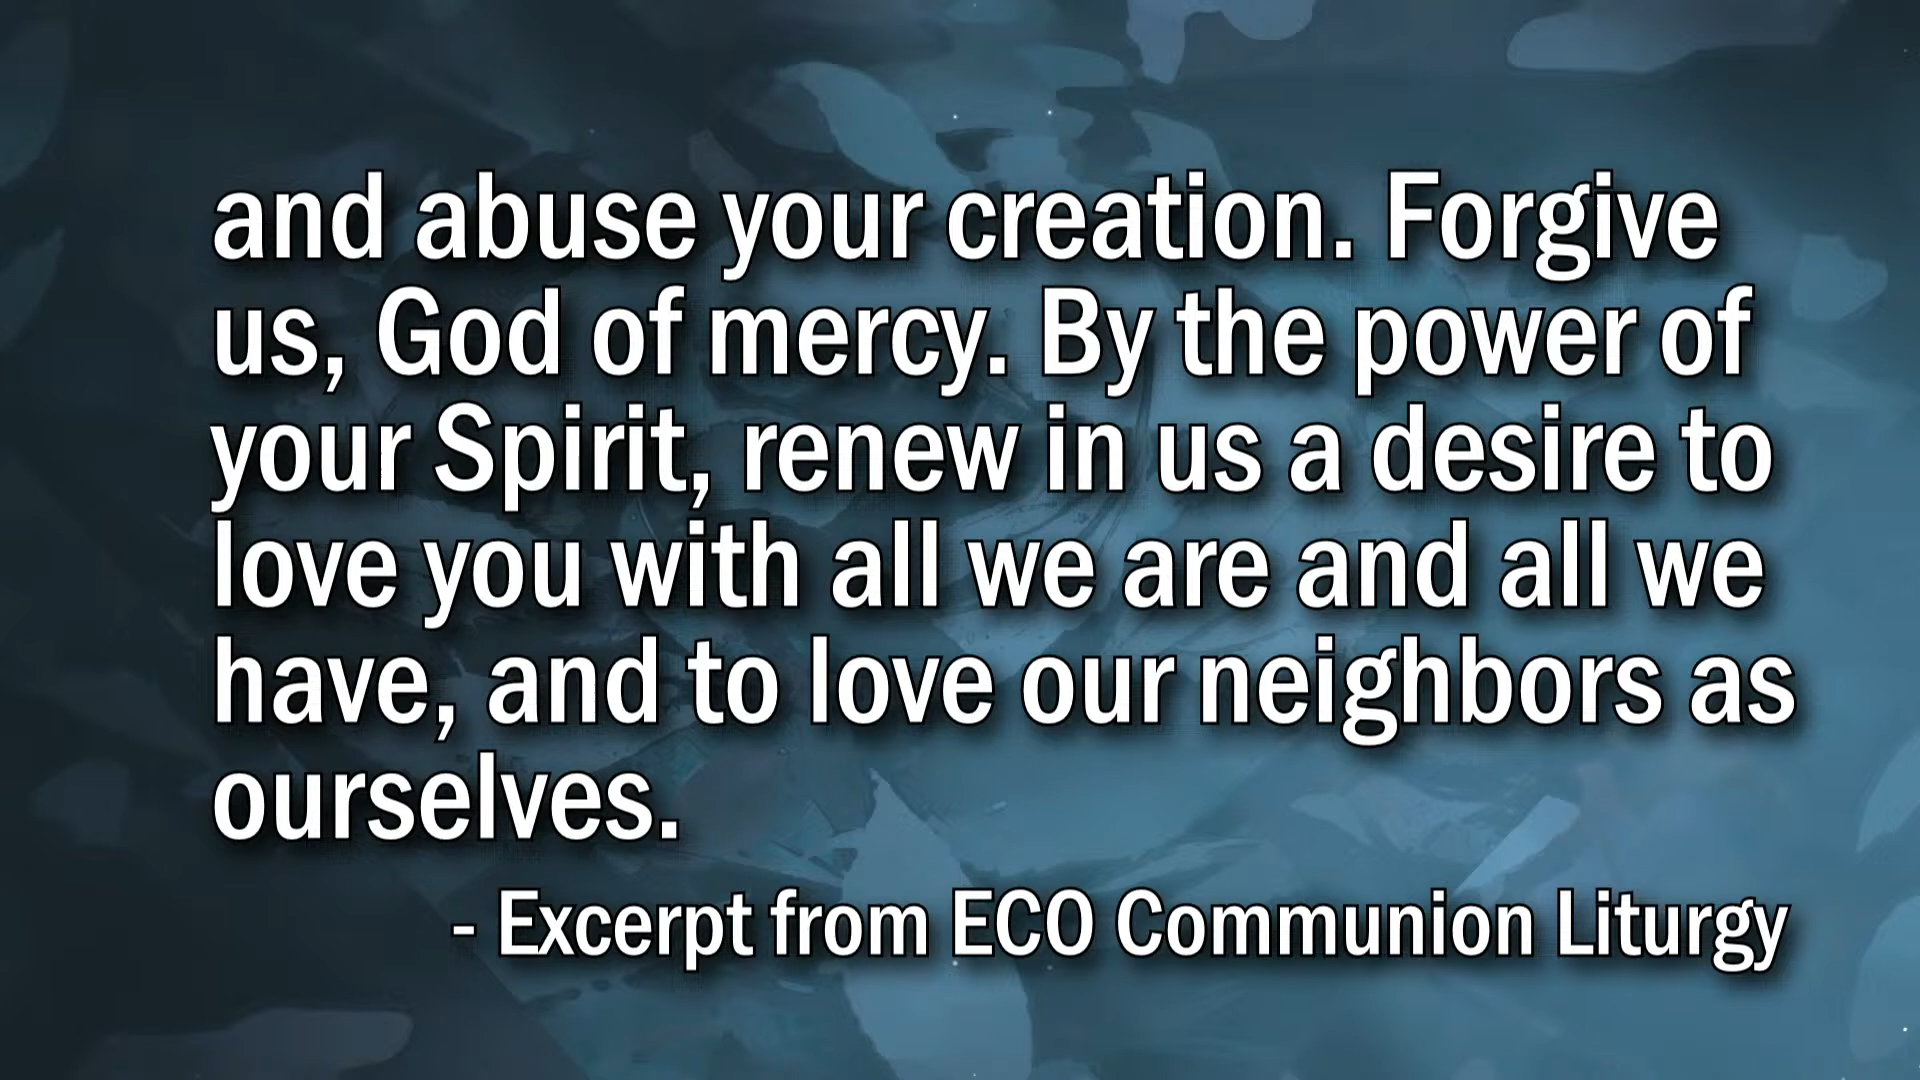 and abuse your creation. Forgive
us, God of mercy. By the power of
your Spirit, renew in us a desire to
love you with all we are and all we
have, and to love our neighbors as
ourselves.
- Excerpt from ECO Communion Liturgy